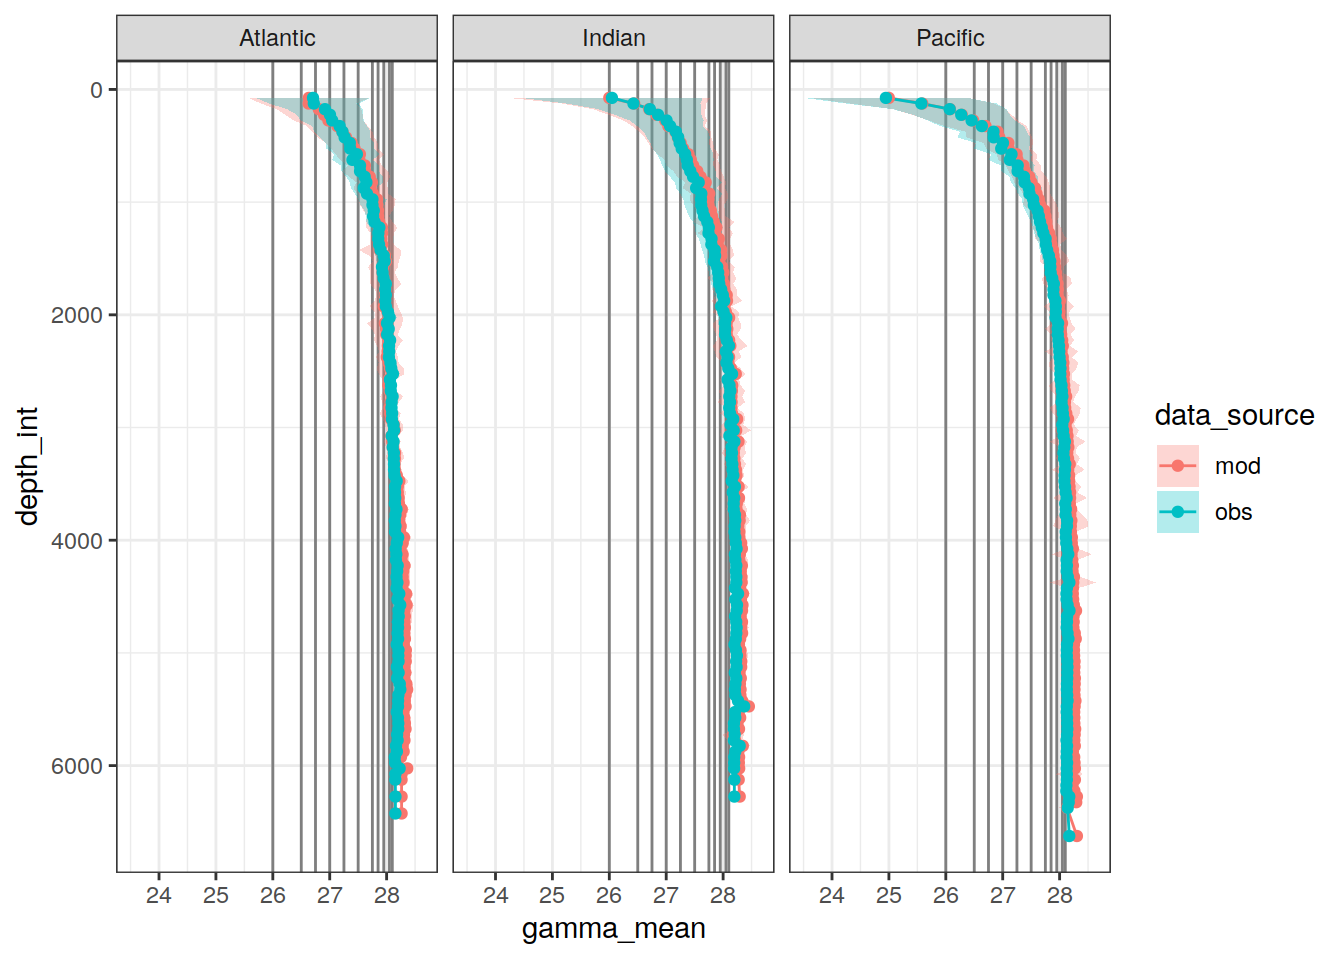 Atlantic Indian Pacific
0
2000
4000
6000
depth_int
24 25 26 27 28 24 25 26 27 28 24 25 26 27 28
gamma_mean
data_source
mod
obs